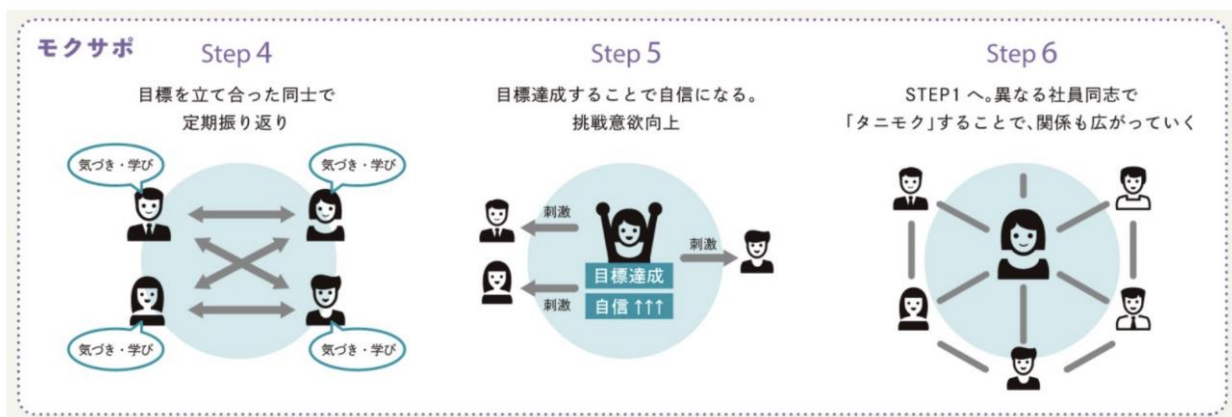 モクサポ
Step 4
目標を立て合った同士で
定期振り返り
気づき・学び
気づき・学び
気づき・学び
気づき・学び
Step 5
目標達成することで自信になる。
挑戦意欲向上
刺激
刺激
刺激
目標達成
自信 ↑↑↑
Step 6
STEP1 へ。異なる社員同志で
「タニモク」することで、関係も広がっていく